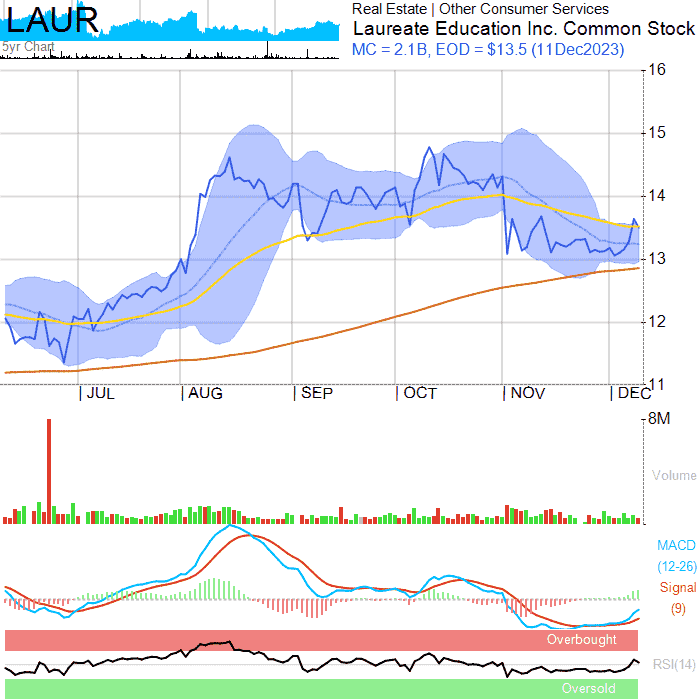 LAUR
5yr Chart
Real Estate | Other Consumer Services
Laureate Education Inc. Common Stock
MC = 2.1B, EOD = $13.5 (11Dec2023)
16
15
14
13
12
11
JUL
AUG
SEP
OCT
NOV
DEC
8M
Volume
MACD
(12-26)
Signal
(9)
Overbought
RSI(14)
Oversold